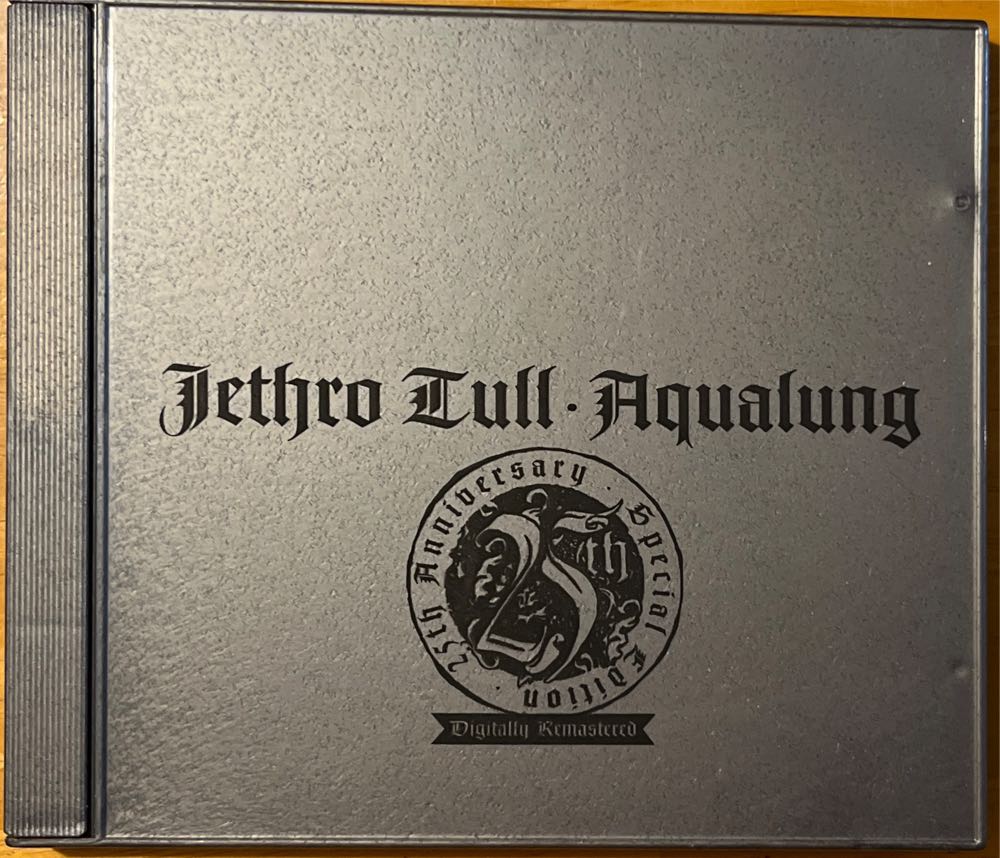 Jethro Tull · Aqualung
25th Anniversary · Special Edition ·
25th
Digitally Remastered